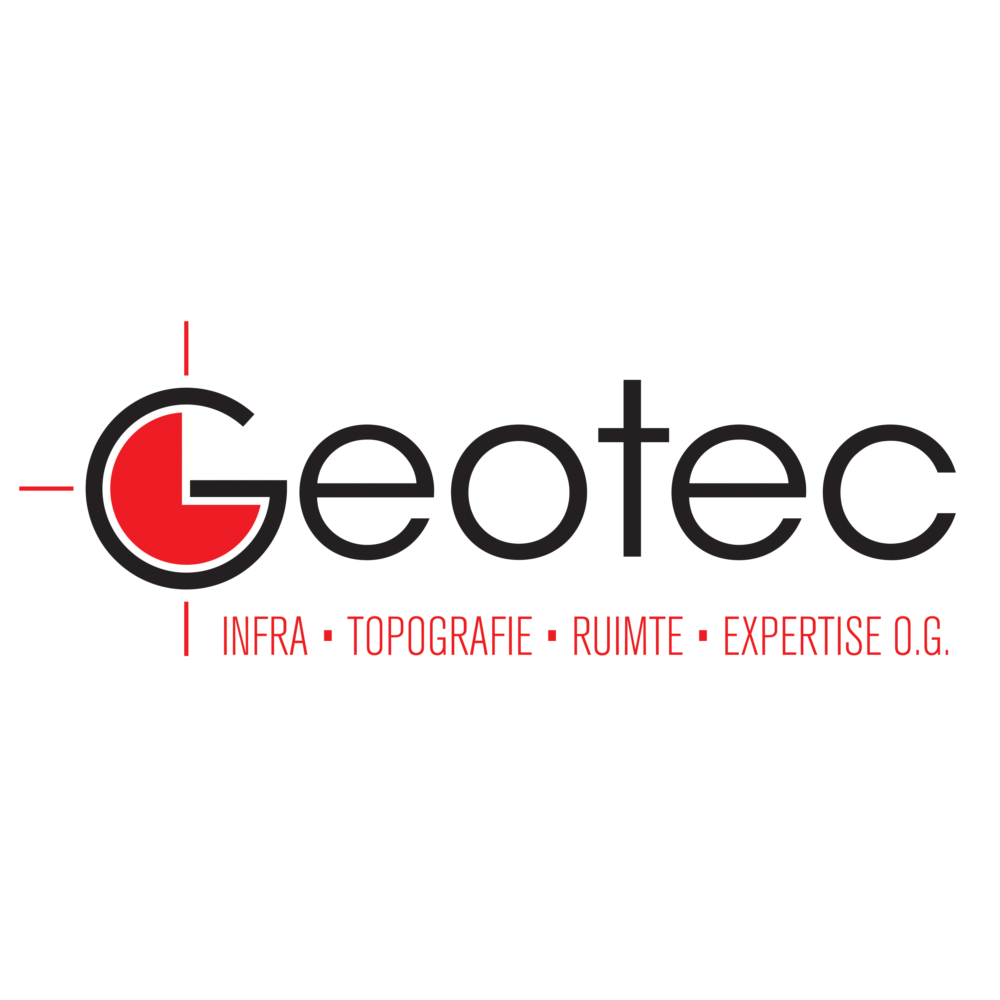 Geotec
INFRA ▪ TOPOGRAFIE ▪ RUIMTE ▪ EXPERTISE O.G.